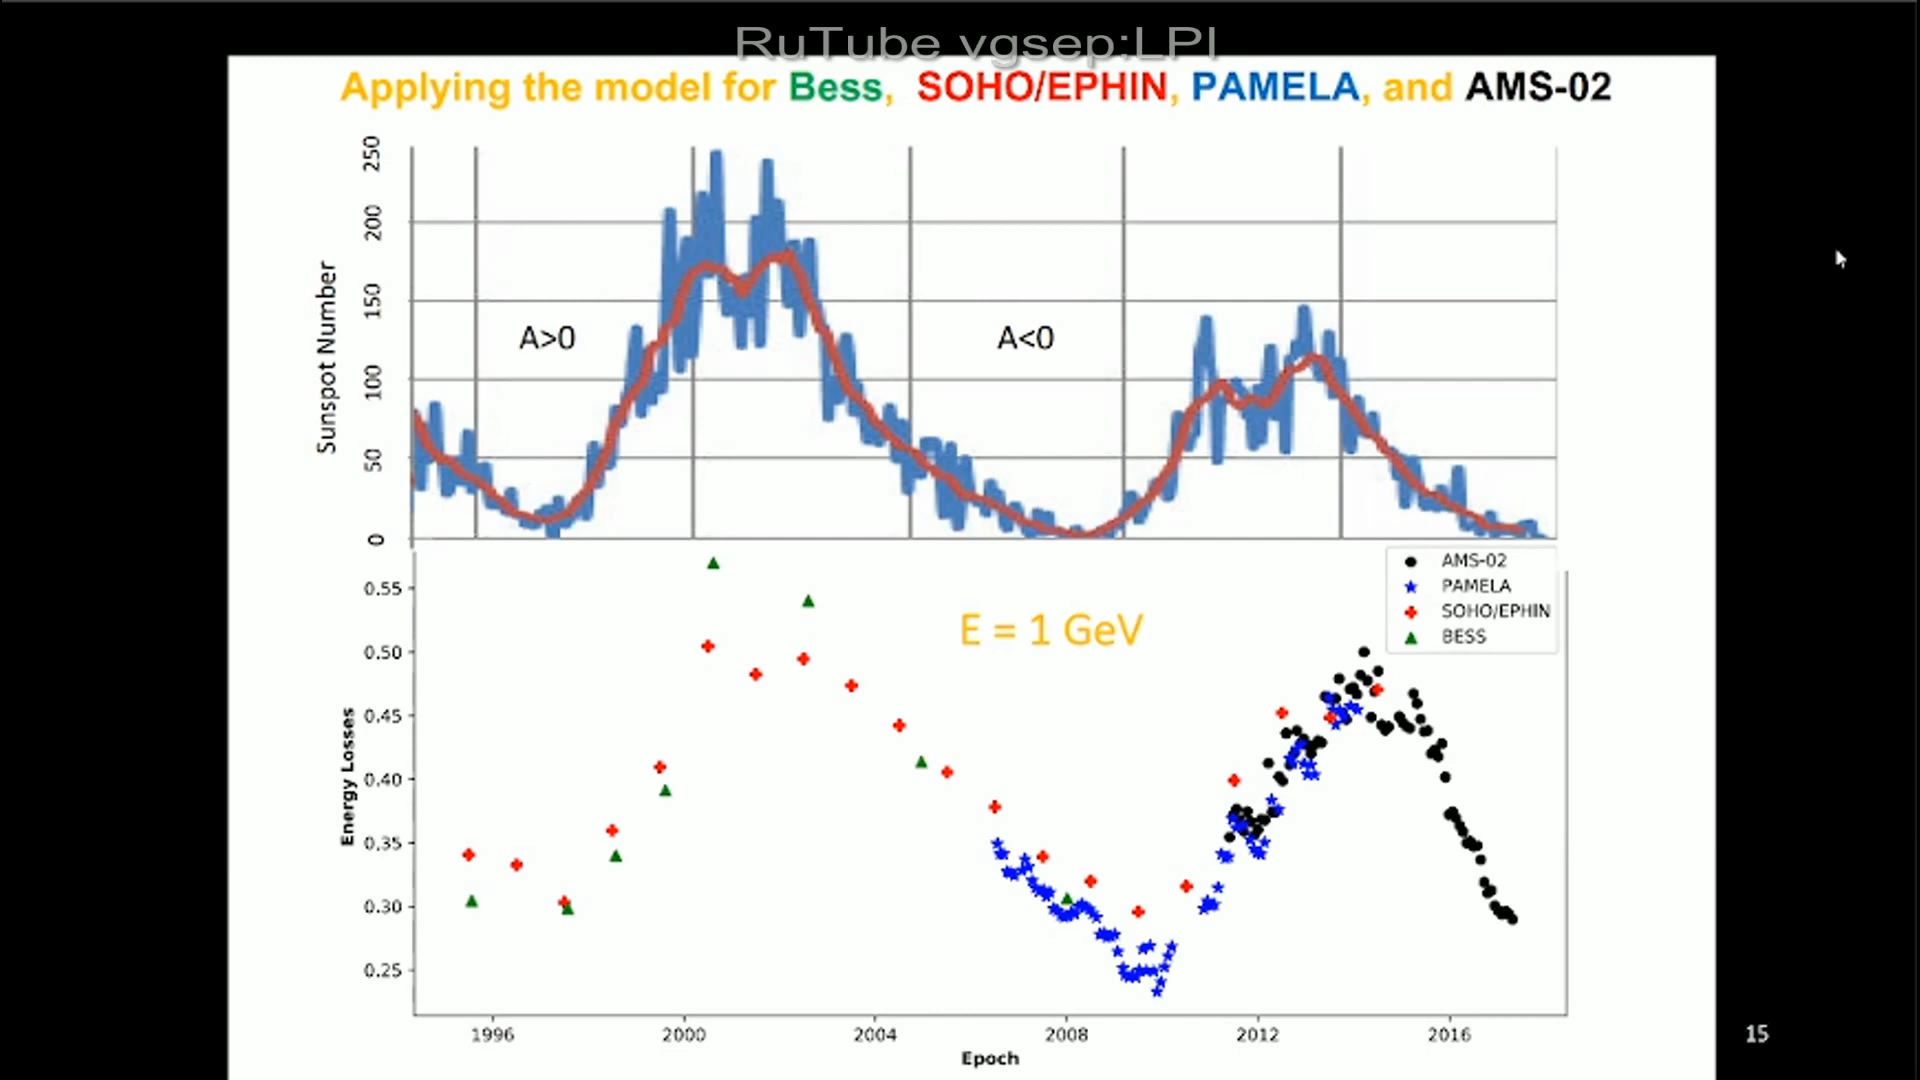 RuTube vgsep:LPI
Applying the model for Bess, SOHO/EPHIN, PAMELA, and AMS-02
250
200
150
100
50
0
Sunspot Number
A>0
A<0
AMS-02
PAMELA
SOHO/EPHIN
BESS
E = 1 GeV
0.55
0.50
0.45
0.40
0.35
0.30
0.25
Energy Losses
1996 2000 2004 2008 2012 2016
Epoch
15